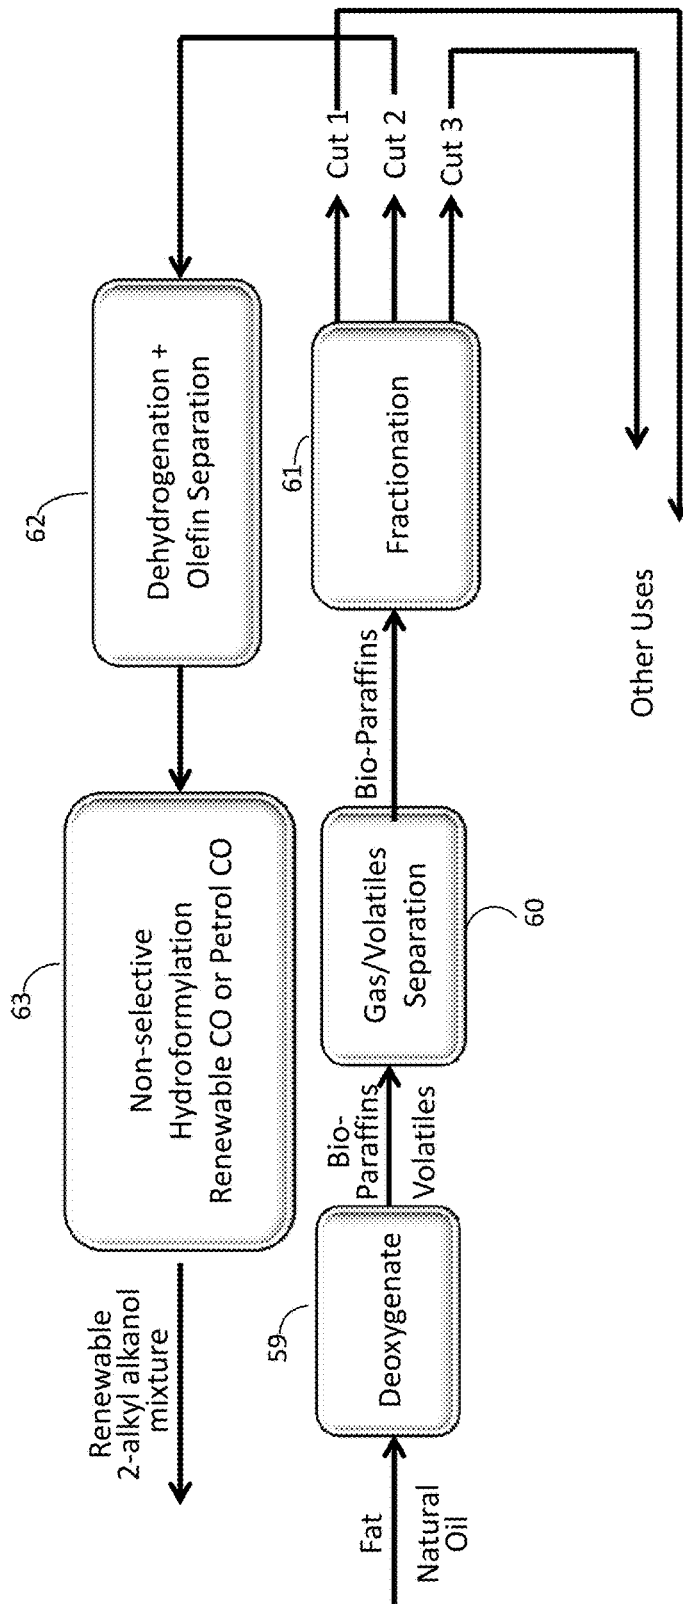 Renewable
2-alkyl alkanol
mixture
63
Non-selective
Hydroformylation
Renewable CO or Petrol CO
62
Dehydrogenation +
Olefin Separation
Fat
Natural
Oil
59
Deoxygenate
Bio-
Paraffins
Volatiles
Gas/Volatiles
Separation
60
Bio-Paraffins
61
Fractionation
Cut 1
Cut 2
Cut 3
Other Uses